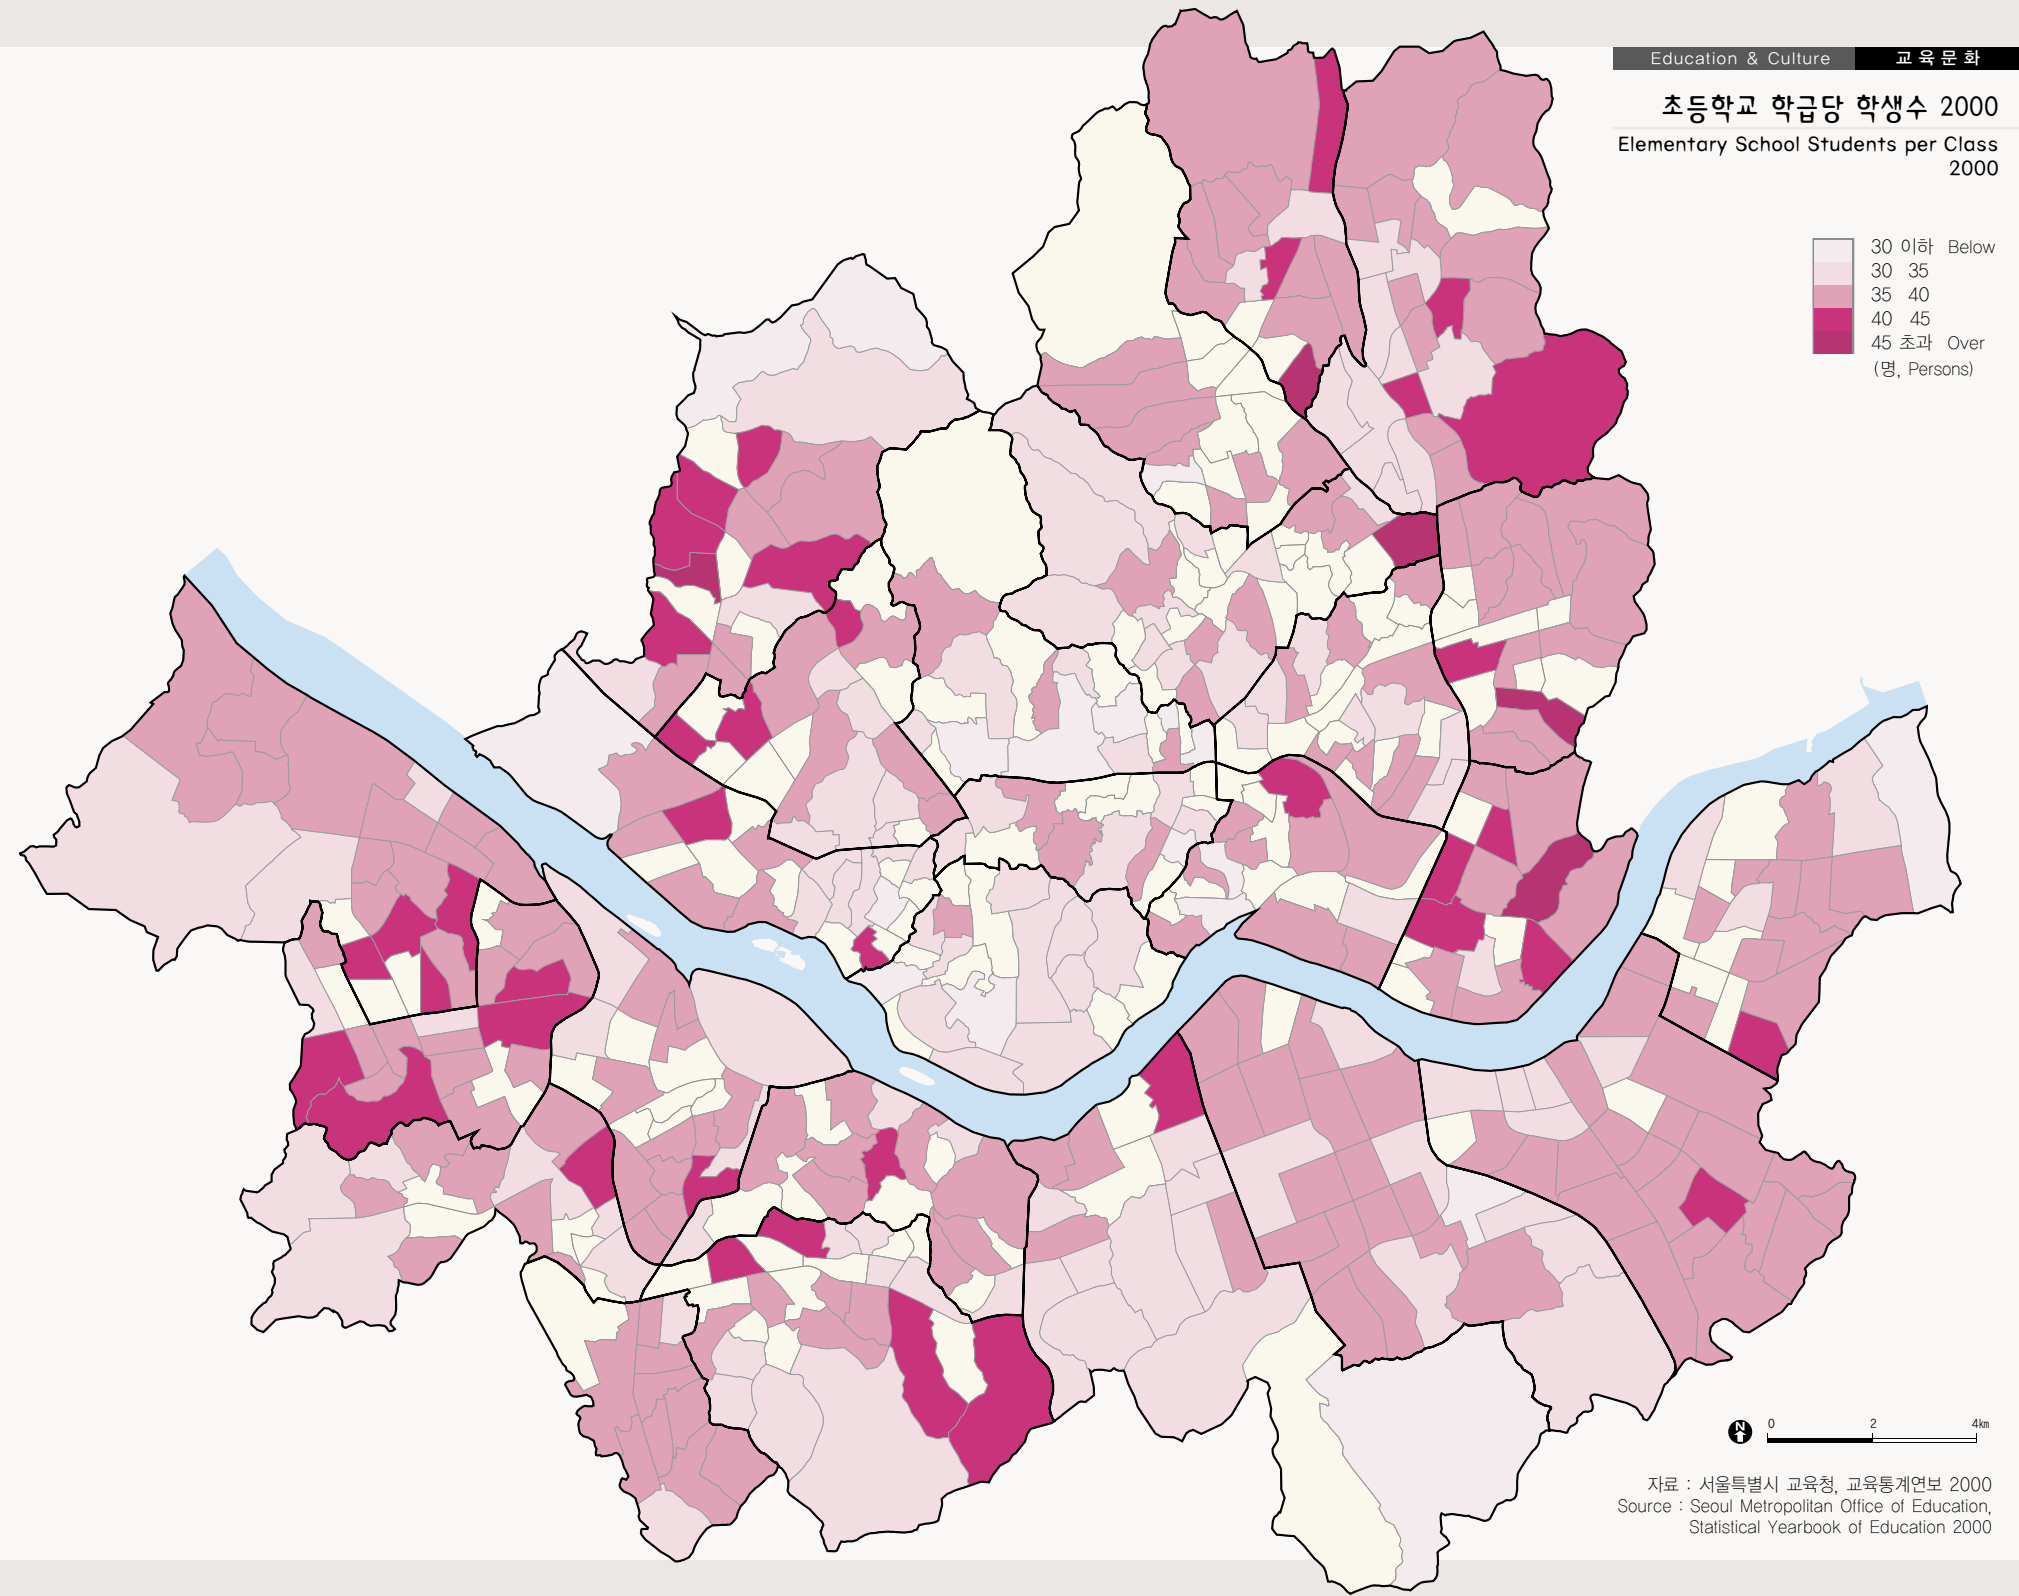 Education & Culture 교육문화
초등학교 학급당 학생수 2000
Elementary School Students per Class
2000
30 이하 Below
30 35
35 40
40 45
45 초과 Over
(명, Persons)
N
0 2 4km
자료 : 서울특별시 교육청, 교육통계연보 2000
Source : Seoul Metropolitan Office of Education,
Statistical Yearbook of Education 2000